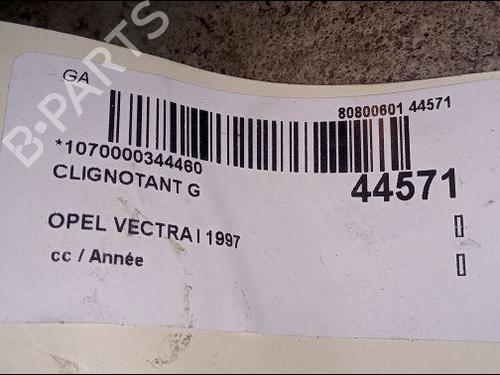 B-PARTS
GA
80800601 44571
*1070000344460
CLIGNOTANT G
44571
OPEL VECTRA I 1997
cc / Année